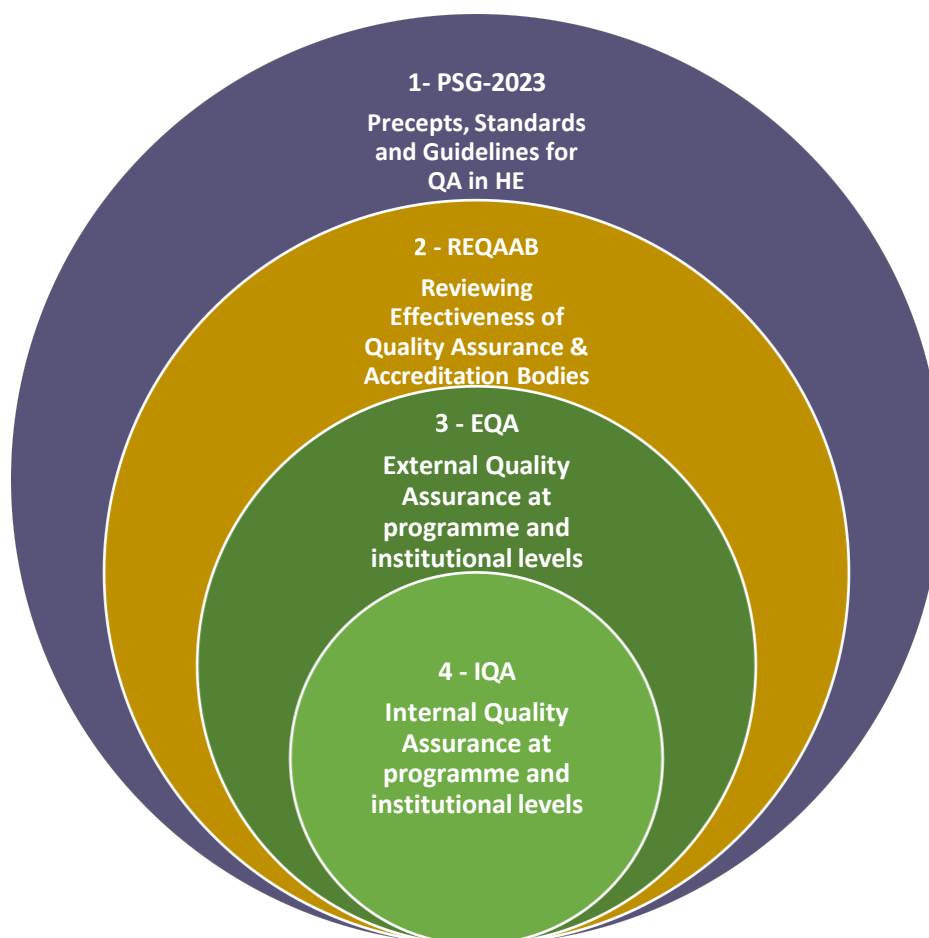 1- PSG-2023
Precepts, Standards
and Guidelines for
QA in HE
2 - REQAAB
Reviewing
Effectiveness of
Quality Assurance &
Accreditation Bodies
3 - EQA
External Quality
Assurance at
programme and
institutional levels
4 - IQA
Internal Quality
Assurance at
programme and
institutional levels